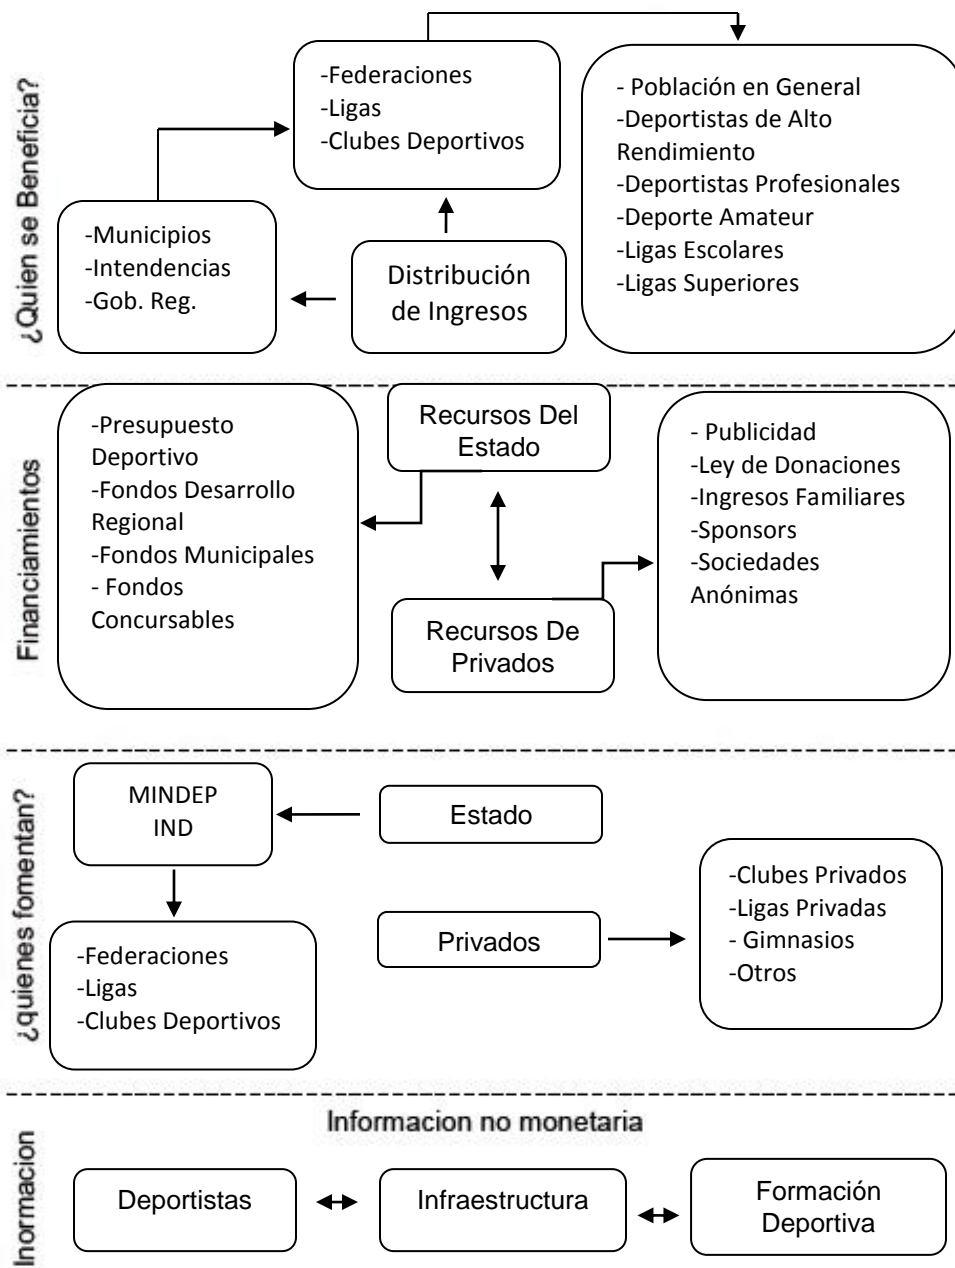 ¿Quien se Beneficia?
-Federaciones
-Ligas
-Clubes Deportivos
- Población en General
-Deportistas de Alto
Rendimiento
-Deportistas Profesionales
-Deporte Amateur
-Ligas Escolares
-Ligas Superiores
-Municipios
-Intendencias
-Gob. Reg.
Distribución
de Ingresos
Financiamientos
-Presupuesto
Deportivo
-Fondos Desarrollo
Regional
-Fondos Municipales
- Fondos
Concursables
Recursos Del
Estado
Recursos De
Privados
- Publicidad
-Ley de Donaciones
-Ingresos Familiares
-Sponsors
-Sociedades
Anónimas
¿quienes fomentan?
MINDEP
IND
Estado
-Federaciones
-Ligas
-Clubes Deportivos
Privados
-Clubes Privados
-Ligas Privadas
- Gimnasios
-Otros
Inormacion
Informacion no monetaria
Deportistas
Infraestructura
Formación
Deportiva